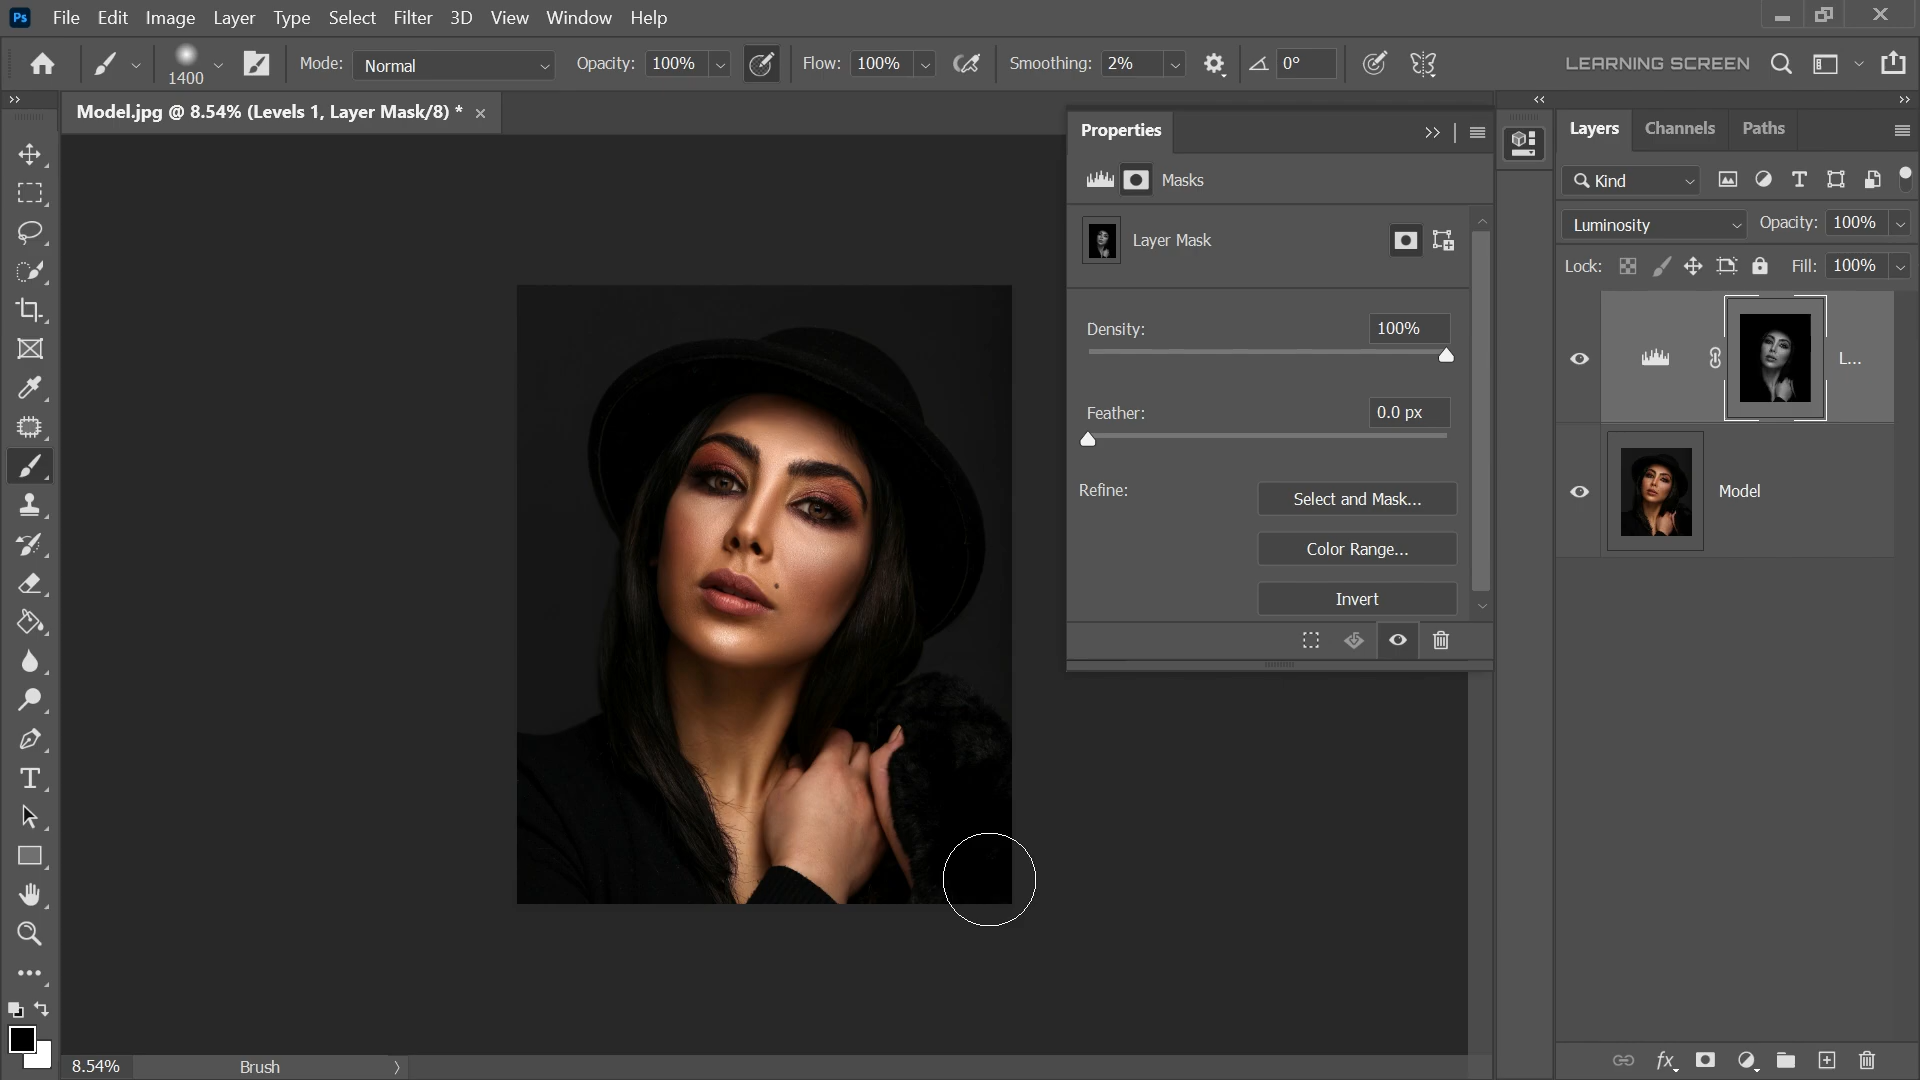 Ps File Edit Image Layer Type Select Filter 3D View Window Help
1400 Mode: Normal Opacity: 100% Flow: 100% Smoothing: 2% 0° LEARNING SCREEN
Model.jpg @ 8.54% (Levels 1, Layer Mask/8) *
Properties
Masks
Layer Mask
Density: 100%
Feather: 0.0 px
Refine:
Select and Mask...
Color Range...
Invert
Layers Channels Paths
Kind
Luminosity Opacity: 100%
Lock: Fill: 100%
L...
Model
8.54% Brush